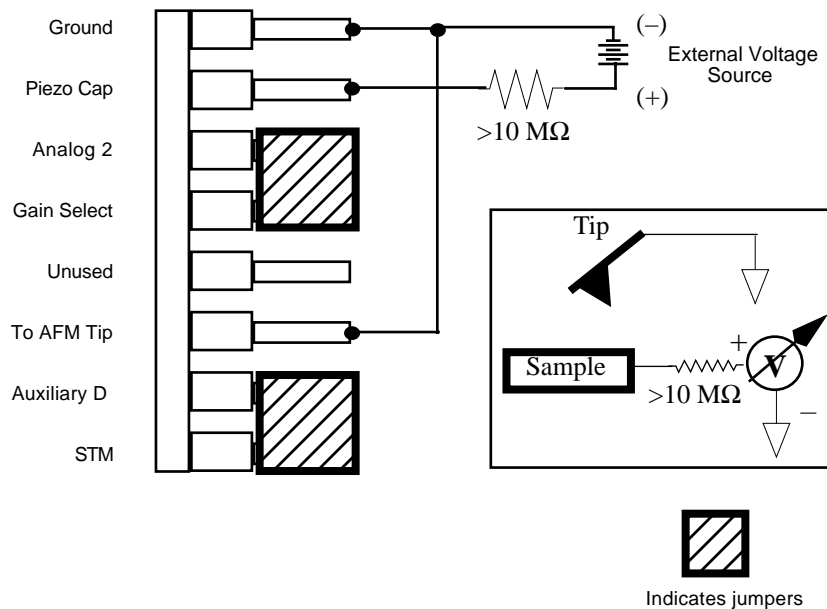 Ground
(–)
External Voltage
Source
Piezo Cap
(+)
>10 MΩ
Analog 2
Gain Select
Tip
Unused
To AFM Tip
+
V
Sample
>10 MΩ
–
Auxiliary D
STM
Indicates jumpers